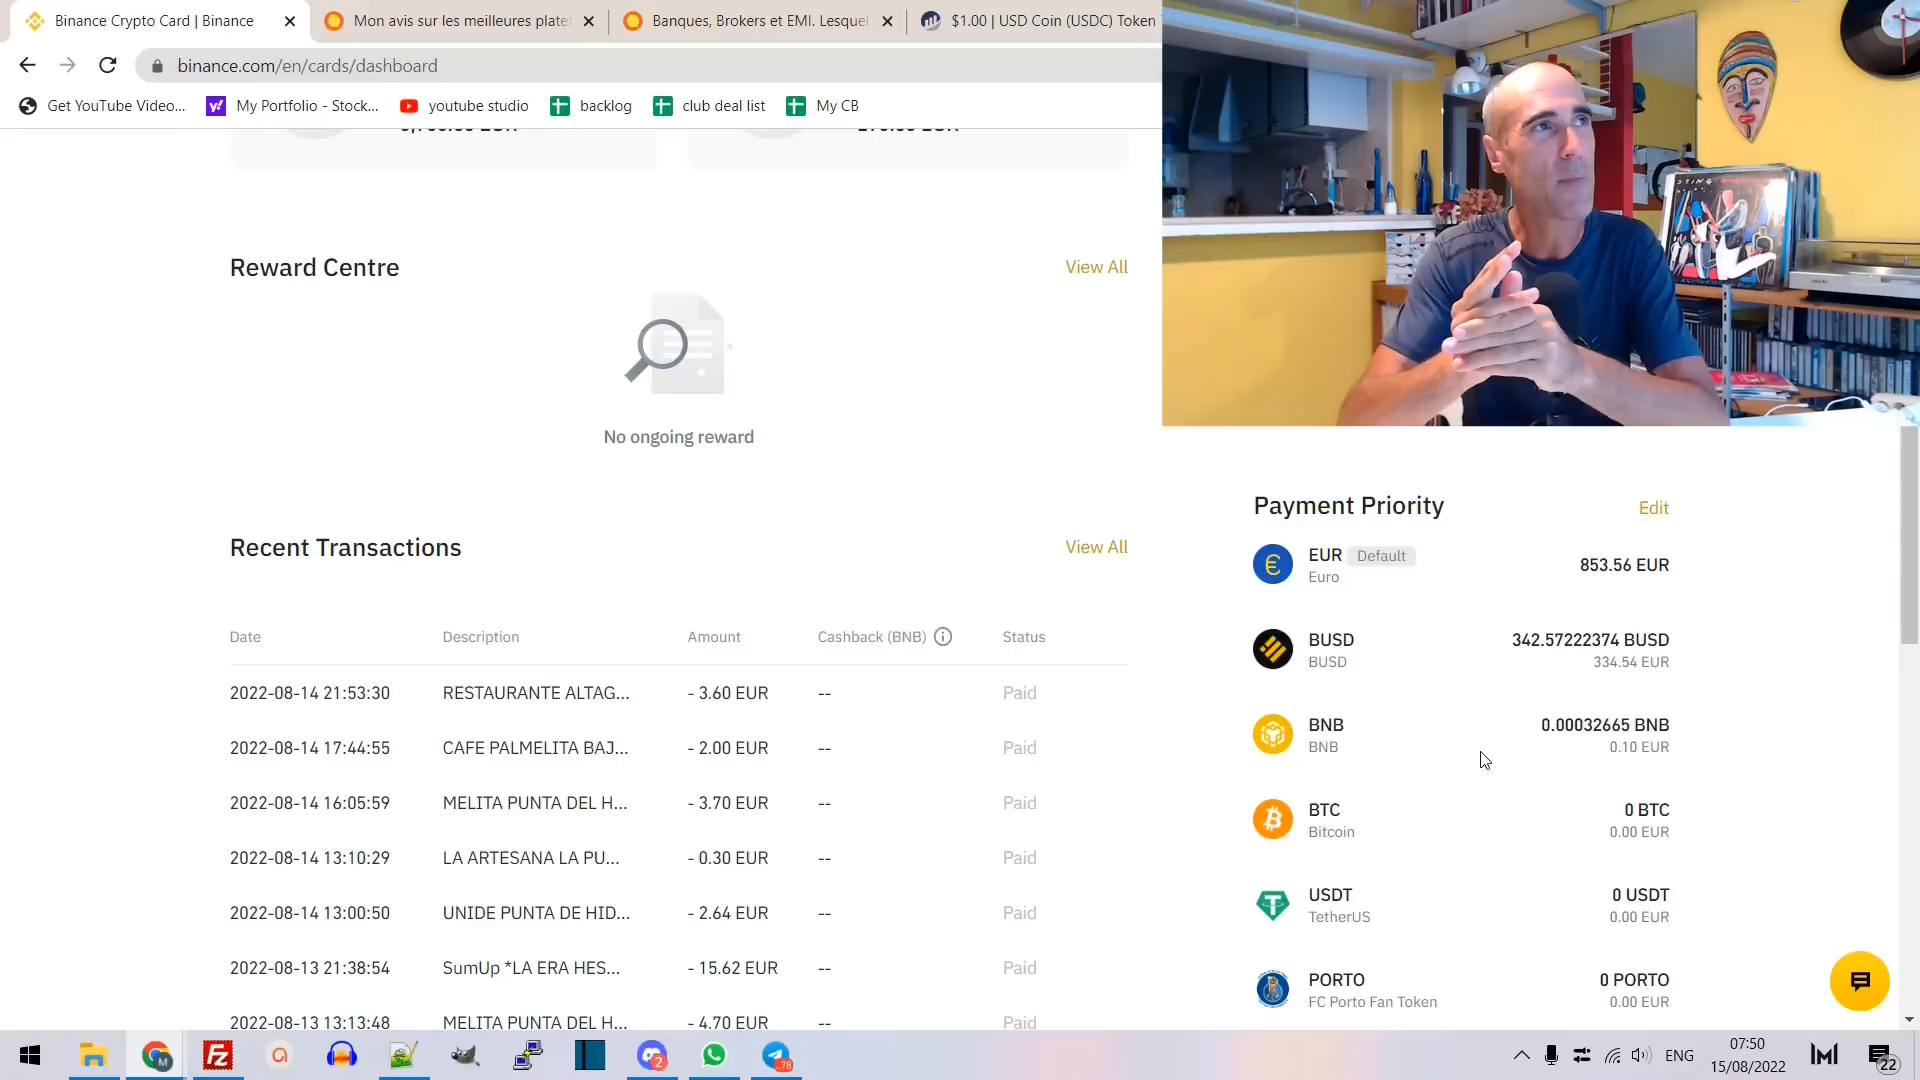 Binance Crypto Card | Binance
Mon avis sur les meilleures plate
Banques, Brokers et EMI. Lesquel
$1.00 | USD Coin (USDC) Token
binance.com/en/cards/dashboard
Get YouTube Video...
My Portfolio - Stock...
youtube studio
backlog
club deal list
My CB
STING
Reward Centre
View All
No ongoing reward
Recent Transactions
View All
Date Description Amount Cashback (BNB) Status
2022-08-14 21:53:30 RESTAURANTE ALTAG... - 3.60 EUR -- Paid
2022-08-14 17:44:55 CAFE PALMELITA BAJ... - 2.00 EUR -- Paid
2022-08-14 16:05:59 MELITA PUNTA DEL H... - 3.70 EUR -- Paid
2022-08-14 13:10:29 LA ARTESANA LA PU... - 0.30 EUR -- Paid
2022-08-14 13:00:50 UNIDE PUNTA DE HID... - 2.64 EUR -- Paid
2022-08-13 21:38:54 SumUp *LA ERA HES... - 15.62 EUR -- Paid
2022-08-13 13:13:48 MELITA PUNTA DEL H... - 4.70 EUR -- Paid
Payment Priority
Edit
EUR Default
Euro
853.56 EUR
BUSD 342.57222374 BUSD
BUSD 334.54 EUR
BNB 0.00032665 BNB
BNB 0.10 EUR
BTC 0 BTC
Bitcoin 0.00 EUR
USDT 0 USDT
TetherUS 0.00 EUR
PORTO 0 PORTO
FC Porto Fan Token 0.00 EUR
2
78
ENG
07:50
15/08/2022
22